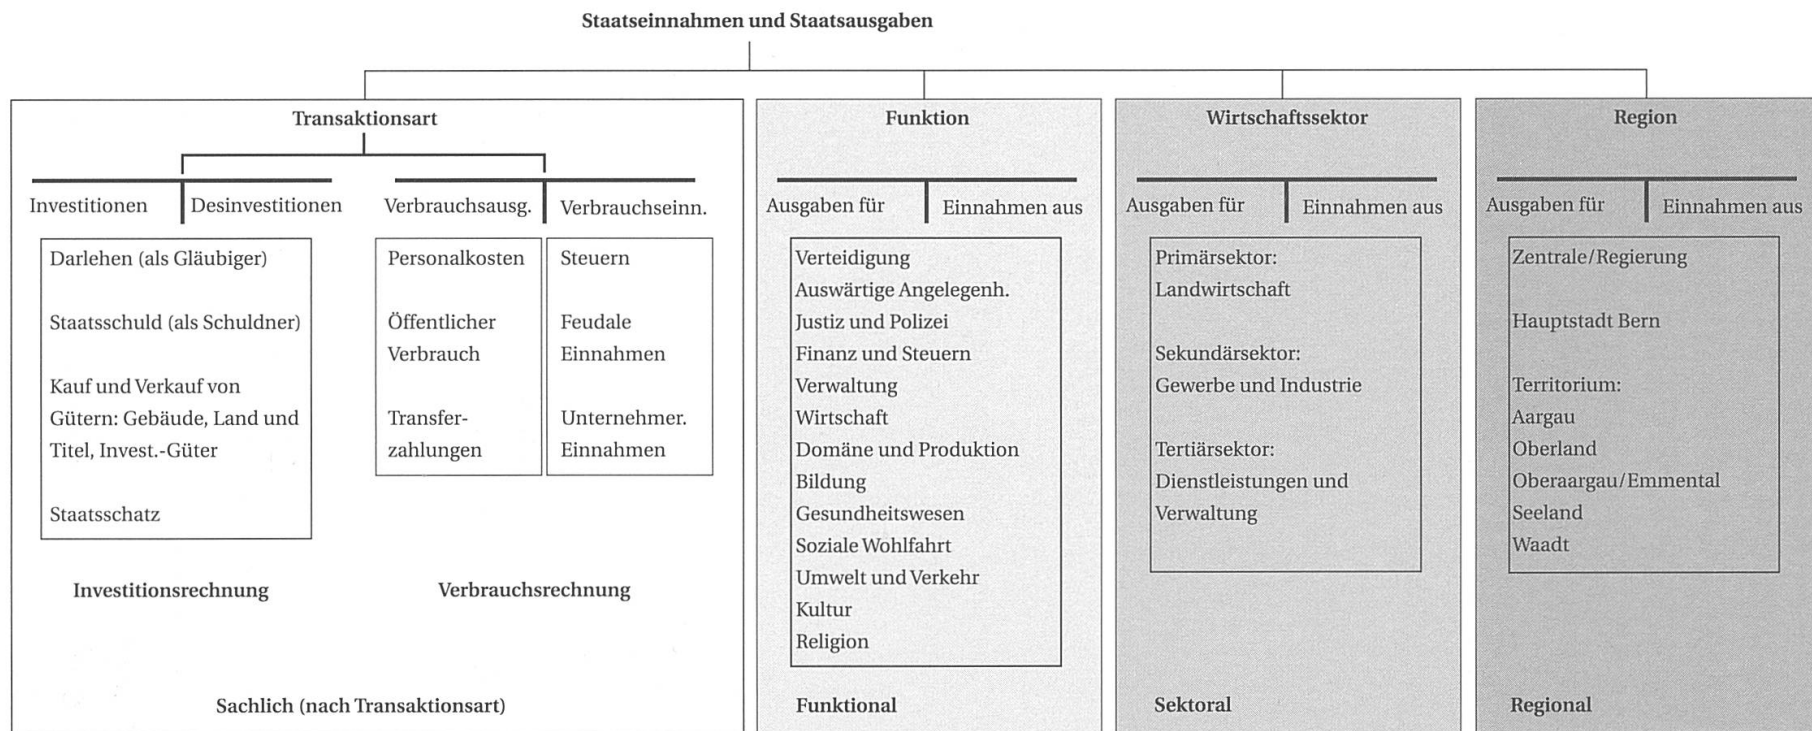 Staatseinnahmen und Staatsausgaben
Transaktionsart
Investitionen
Desinvestitionen
Darlehen (als Gläubiger)
Staatsschuld (als Schuldner)
Kauf und Verkauf von
Gütern: Gebäude, Land und
Titel, Invest.-Güter
Staatsschatz
Investitionsrechnung
Verbrauchsausg.
Verbrauchseinn.
Personalkosten
Öffentlicher
Verbrauch
Transfer-
zahlungen
Steuern
Feudale
Einnahmen
Unternehmer.
Einnahmen
Verbrauchsrechnung
Sachlich (nach Transaktionsart)
Funktion
Ausgaben für
Einnahmen aus
Verteidigung
Auswärtige Angelegenh.
Justiz und Polizei
Finanz und Steuern
Verwaltung
Wirtschaft
Domäne und Produktion
Bildung
Gesundheitswesen
Soziale Wohlfahrt
Umwelt und Verkehr
Kultur
Religion
Funktional
Wirtschaftssektor
Ausgaben für
Einnahmen aus
Primärsektor:
Landwirtschaft
Sekundärsektor:
Gewerbe und Industrie
Tertiärsektor:
Dienstleistungen und
Verwaltung
Sektoral
Region
Ausgaben für
Einnahmen aus
Zentrale/Regierung
Hauptstadt Bern
Territorium:
Aargau
Oberland
Oberaargau/Emmental
Seeland
Waadt
Regional